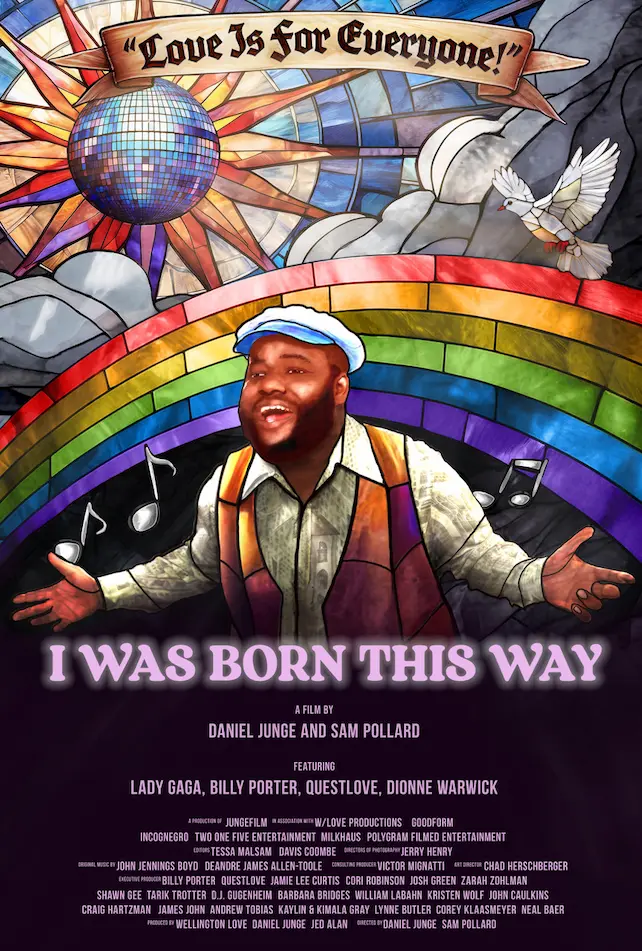 "Love Is For Everyone!"
I WAS BORN THIS WAY
A FILM BY
DANIEL JUNGE AND SAM POLLARD
FEATURING
LADY GAGA, BILLY PORTER, QUESTLOVE, DIONNE WARWICK
A PRODUCTION OF JUNGEFILM IN ASSOCIATION WITH W/LOVE PRODUCTIONS GOODFORM
INCOGNEGRO TWO ONE FIVE ENTERTAINMENT MILKHAUS POLYGRAM FILMED ENTERTAINMENT
EDITORS TESSA MALSAM DAVIS COOMBE DIRECTORS OF PHOTOGRAPHY JERRY HENRY
ORIGINAL MUSIC BY JOHN JENNINGS BOYD DEANDRE JAMES ALLEN-TOOLE CONSULTING PRODUCER VICTOR MIGNATTI ART DIRECTOR CHAD HERSCHBERGER
EXECUTIVE PRODUCER BILLY PORTER QUESTLOVE JAMIE LEE CURTIS CORI ROBINSON JOSH GREEN ZARAH ZOHLMAN
SHAWN GEE TARIK TROTTER D.J. GUGENHEIM BARBARA BRIDGES WILLIAM LABAHN KRISTEN WOLF JOHN CAULKINS
CRAIG HARTZMAN JAMES JOHN ANDREW TOBIAS KAYLIN & KIMALA GRAY LYNNE BUTLER COREY KLAASMEYER NEAL BAER
PRODUCED BY WELLINGTON LOVE DANIEL JUNGE JED ALAN DIRECTED BY DANIEL JUNGE SAM POLLARD